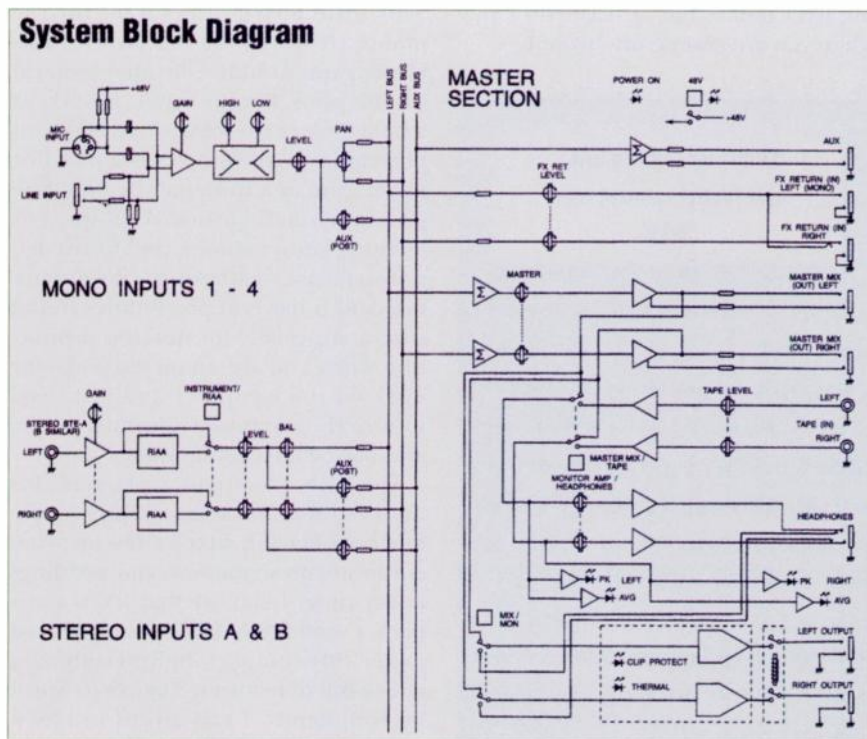 System Block Diagram
+48V
MIC
INPUT
LINE INPUT
GAIN
HIGH
LOW
LEVEL
PAN
AUX
(POST)
MONO INPUTS 1 - 4
LEFT BUS
RIGHT BUS
AUX BUS
MASTER
SECTION
POWER ON
48V
+48V
AUX
FX RET
LEVEL
FX RETURN (IN)
LEFT (MONO)
FX RETURN (IN)
RIGHT
MASTER
MASTER MIX
(OUT) LEFT
MASTER MIX
(OUT) RIGHT
TAPE LEVEL
LEFT
TAPE (IN)
RIGHT
MASTER MIX /
TAPE
MONITOR AMP /
HEADPHONES
HEADPHONES
PK
LEFT
AVG
PK
RIGHT
AVG
GAIN
INSTRUMENT/
RIAA
STEREO STE-A
(B SIMILAR)
LEFT
RIAA
LEVEL
BAL
AUX
(POST)
RIGHT
RIAA
STEREO INPUTS A & B
MIX /
MON
CLIP PROTECT
THERMAL
LEFT OUTPUT
RIGHT OUTPUT